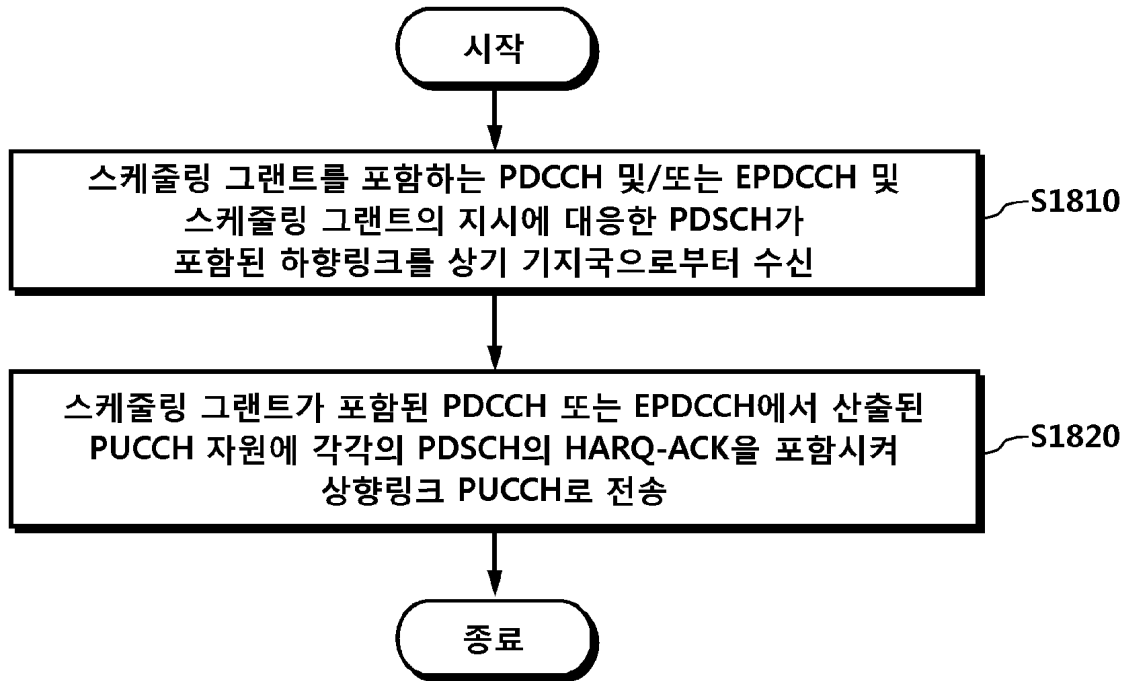 시작
스케줄링 그랜트를 포함하는 PDCCH 및/또는 EPDCCH 및
스케줄링 그랜트의 지시에 대응한 PDSCH가
포함된 하향링크를 상기 기지국으로부터 수신
S1810
스케줄링 그랜트가 포함된 PDCCH 또는 EPDCCH에서 산출된
PUCCH 자원에 각각의 PDSCH의 HARQ-ACK을 포함시켜
상향링크 PUCCH로 전송
S1820
종료